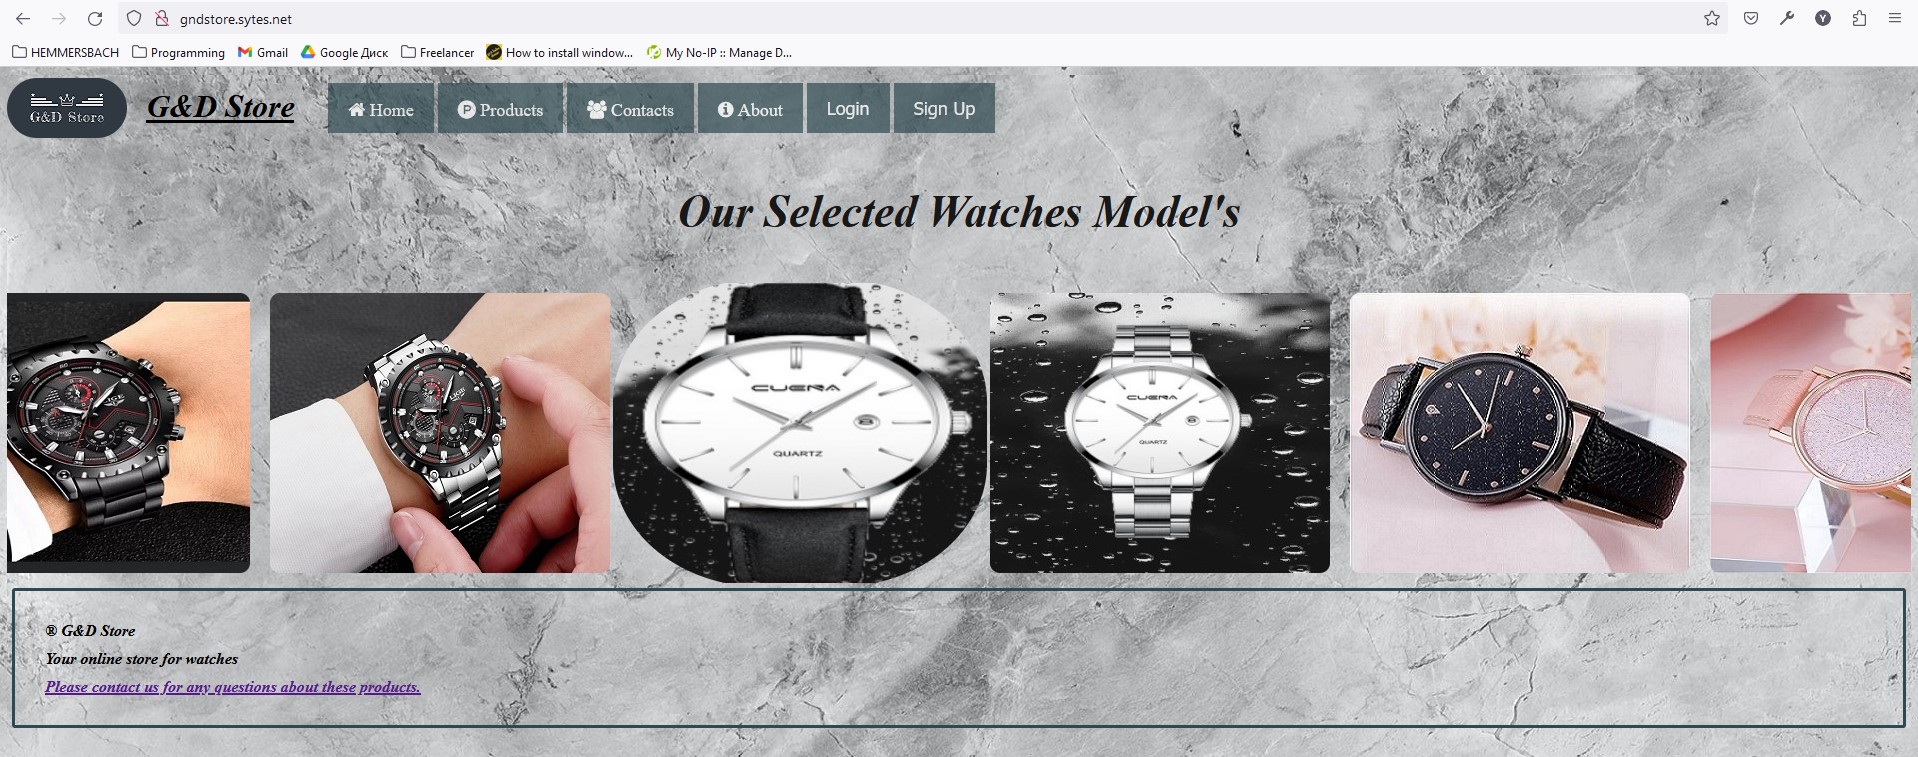 gndstore.sytes.net
HEMMERSBACH Programming Gmail Google Диск Freelancer How to install window... My No-IP :: Manage D...
G&D Store
G&D Store Home Products Contacts About Login Sign Up
Our Selected Watches Model's
CUERA
QUARTZ
CUERA
QUARTZ
® G&D Store
Your online store for watches
Please contact us for any questions about these products.